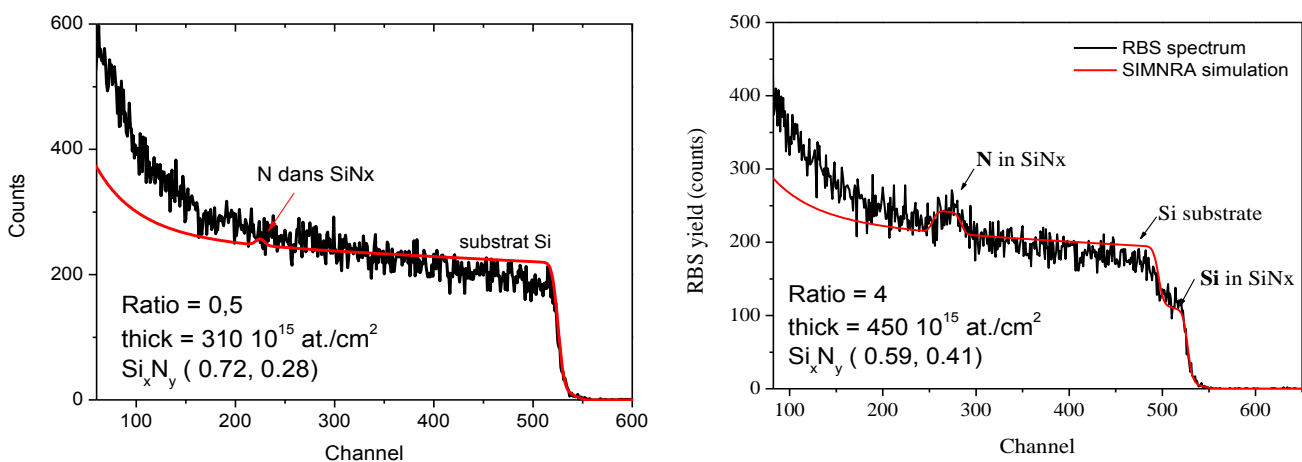 600
400
200
0
Counts
N dans SiNx
substrat Si
Ratio = 0,5
thick = 310 10¹⁵ at./cm²
SiₓNᵧ ( 0.72, 0.28)
100 200 300 400 500 600
Channel
500
400
300
200
100
0
RBS yield (counts)
RBS spectrum
SIMNRA simulation
N in SiNx
Si substrate
Si in SiNx
Ratio = 4
thick = 450 10¹⁵ at./cm²
SiₓNᵧ ( 0.59, 0.41)
100 200 300 400 500 600
Channel